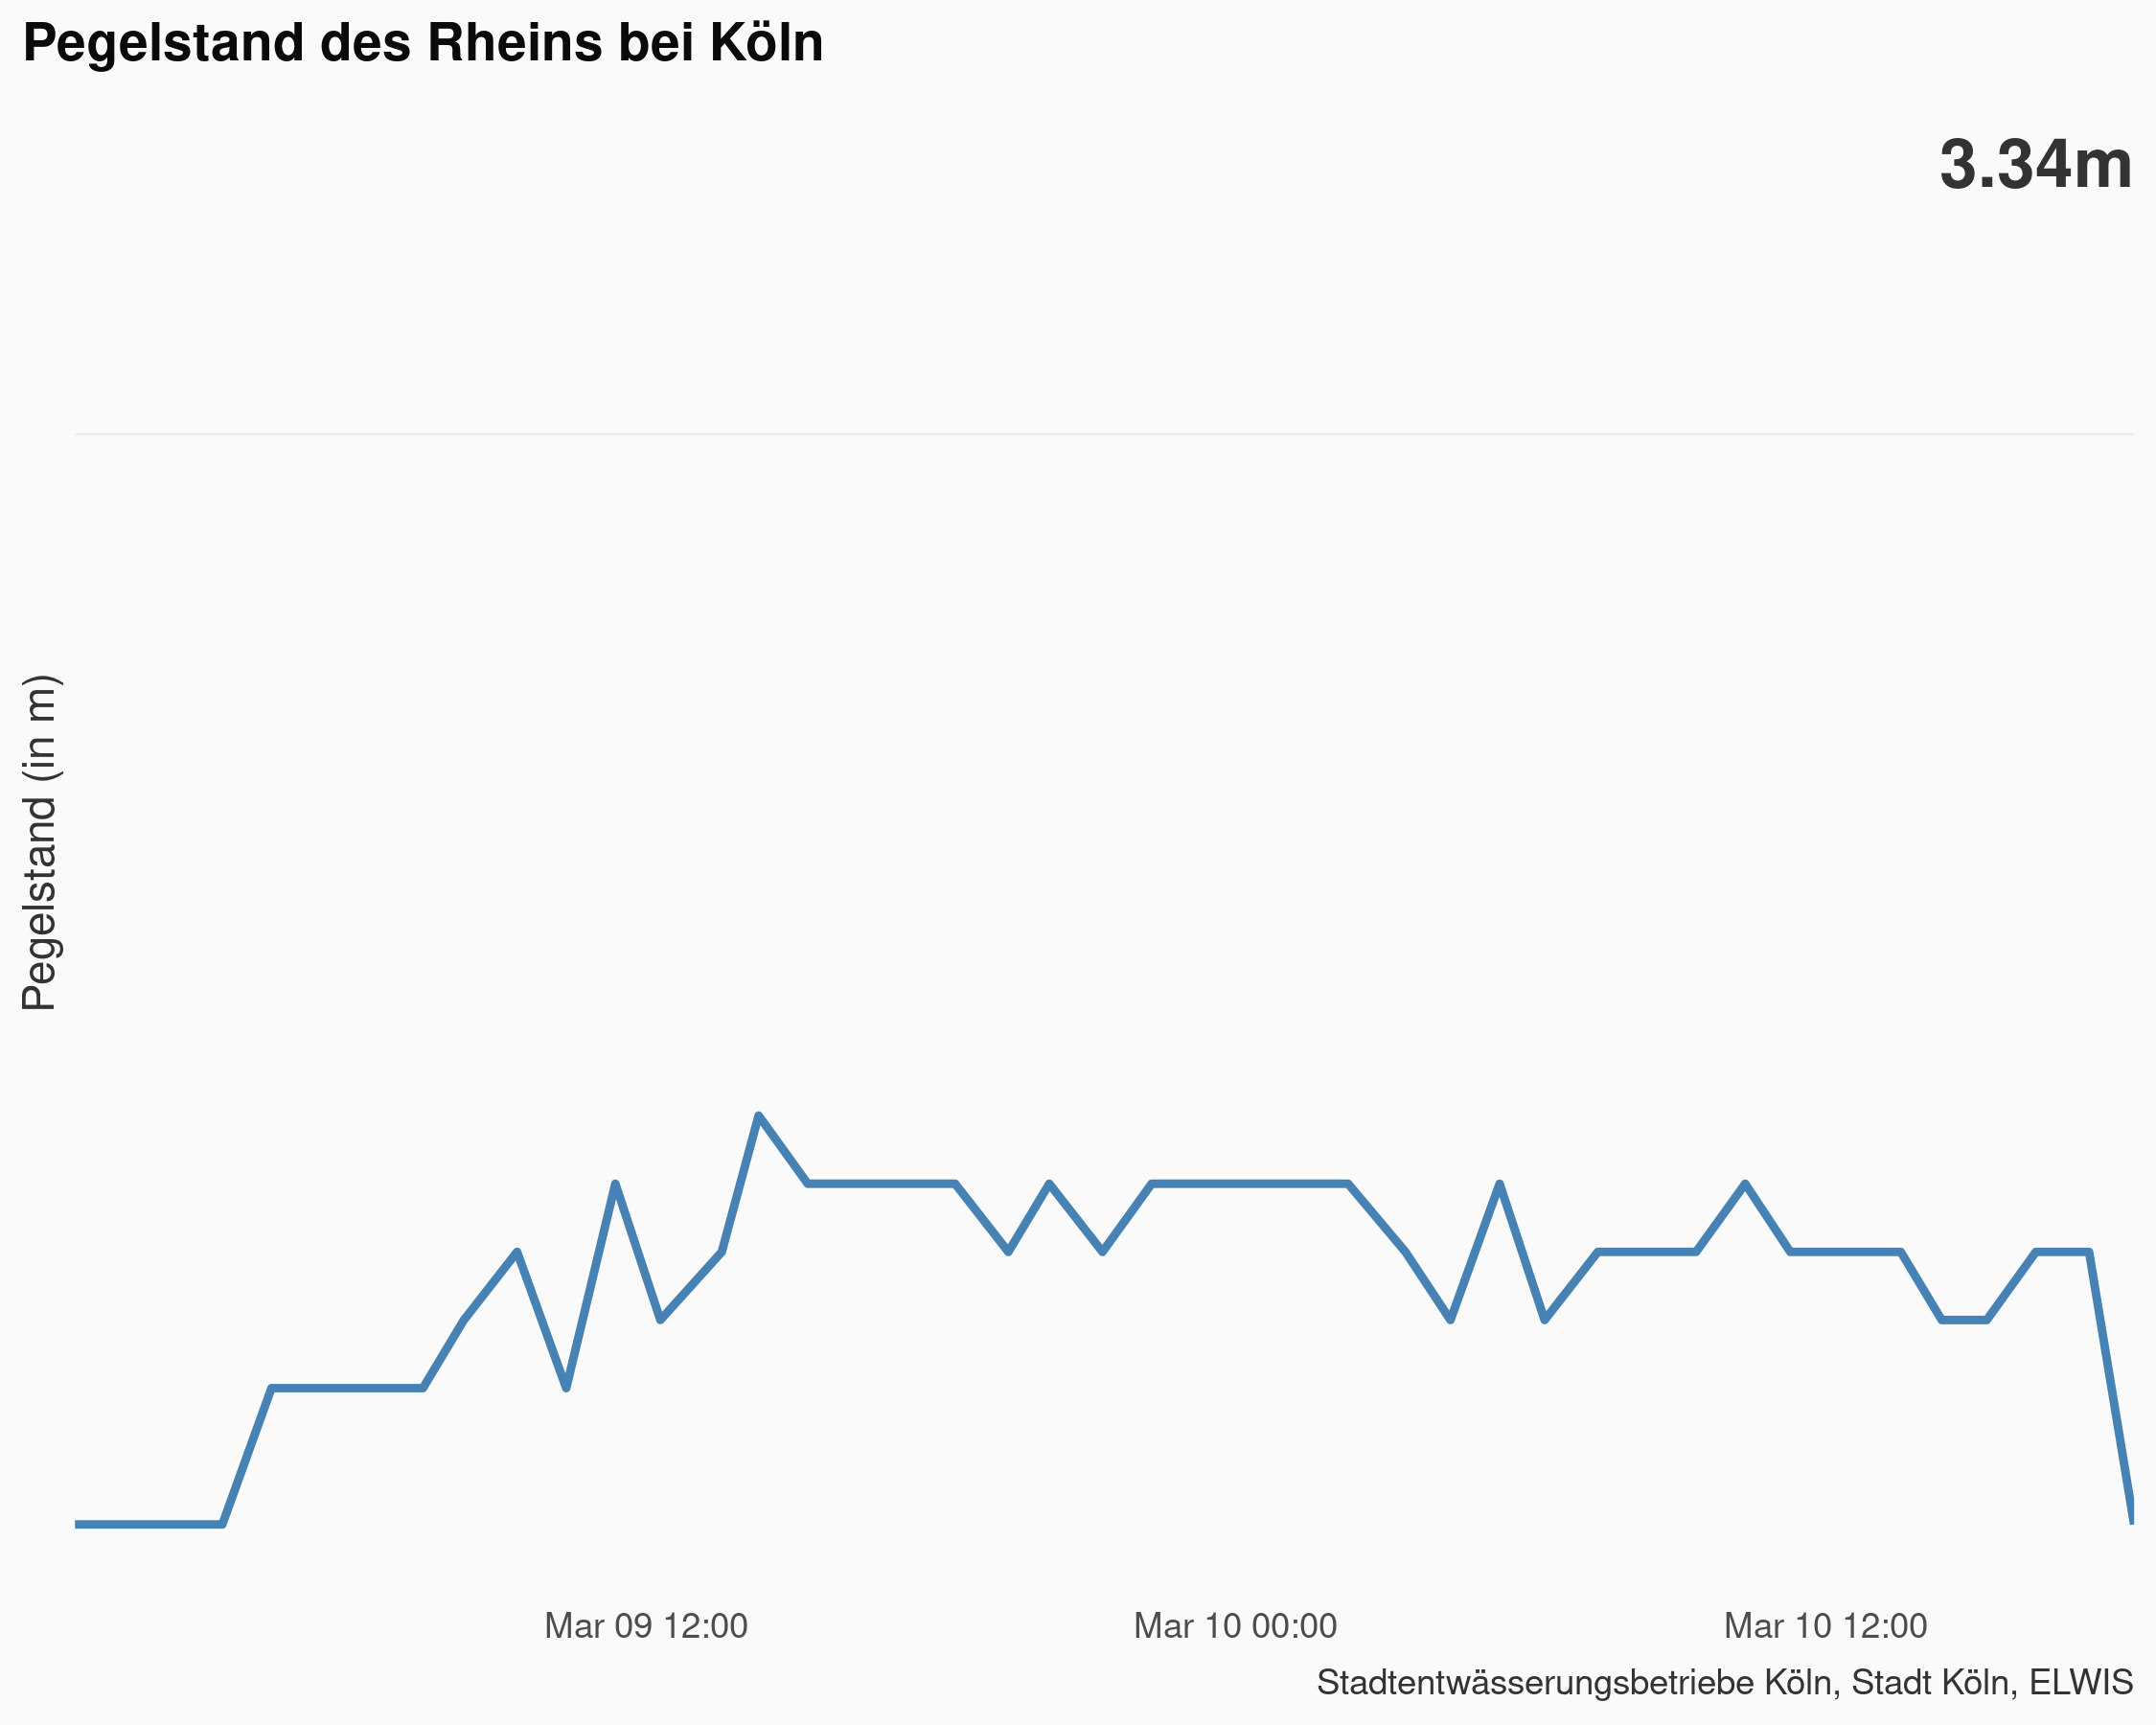 Pegelstand des Rheins bei Köln
3.34m
Pegelstand (in m)
Mar 09 12:00
Mar 10 00:00
Mar 10 12:00
Stadtentwässerungsbetriebe Köln, Stadt Köln, ELWIS